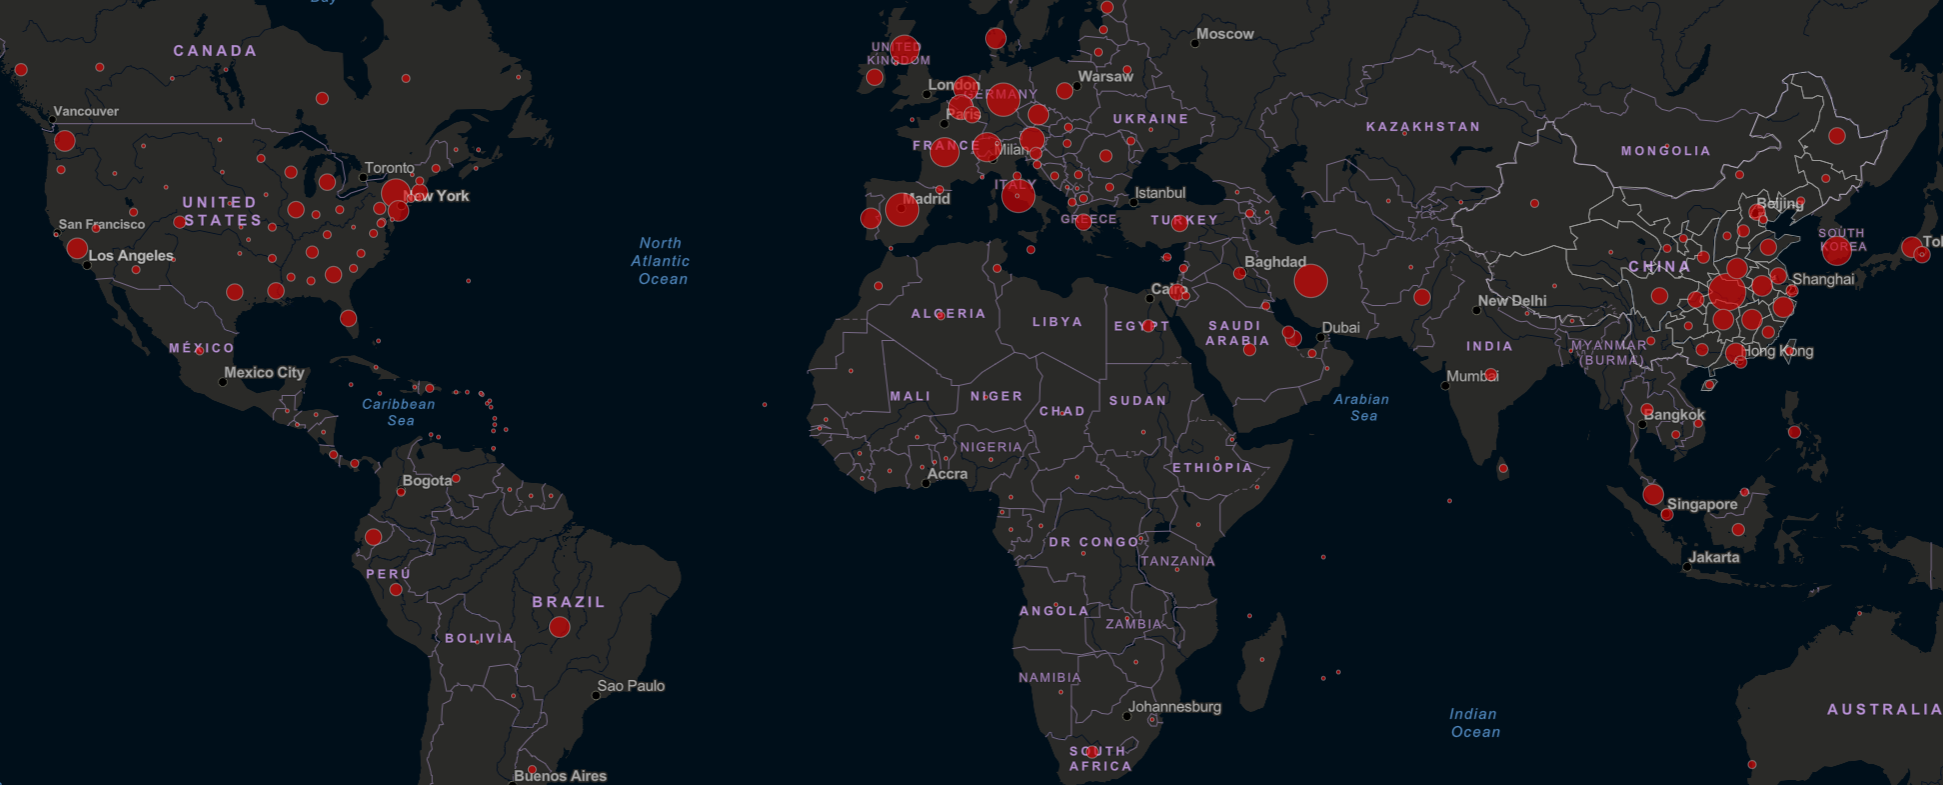 Bay
CANADA
Vancouver
Toronto
New York
UNITED
STATES
San Francisco
Los Angeles
MÉXICO
Mexico City
Caribbean
Sea
Bogota
PERÚ
BRAZIL
BOLIVIA
Sao Paulo
Buenos Aires
North
Atlantic
Ocean
UNITED
KINGDOM
London
GERMANY
Warsaw
Moscow
Paris
FRANCE
Milan
UKRAINE
ITALY
Madrid
Istanbul
GREECE
TURKEY
KAZAKHSTAN
MONGOLIA
Beijing
SOUTH
KOREA
Tok
CHINA
Shanghai
Baghdad
Cairo
ALGERIA
LIBYA
EGYPT
SAUDI
ARABIA
Dubai
New Delhi
INDIA
MYANMAR
(BURMA)
Hong Kong
Mumbai
Arabian
Sea
Bangkok
MALI
NIGER
CHAD
SUDAN
NIGERIA
Accra
ETHIOPIA
Singapore
Jakarta
DR CONGO
TANZANIA
ANGOLA
ZAMBIA
NAMIBIA
Johannesburg
SOUTH
AFRICA
Indian
Ocean
AUSTRALIA